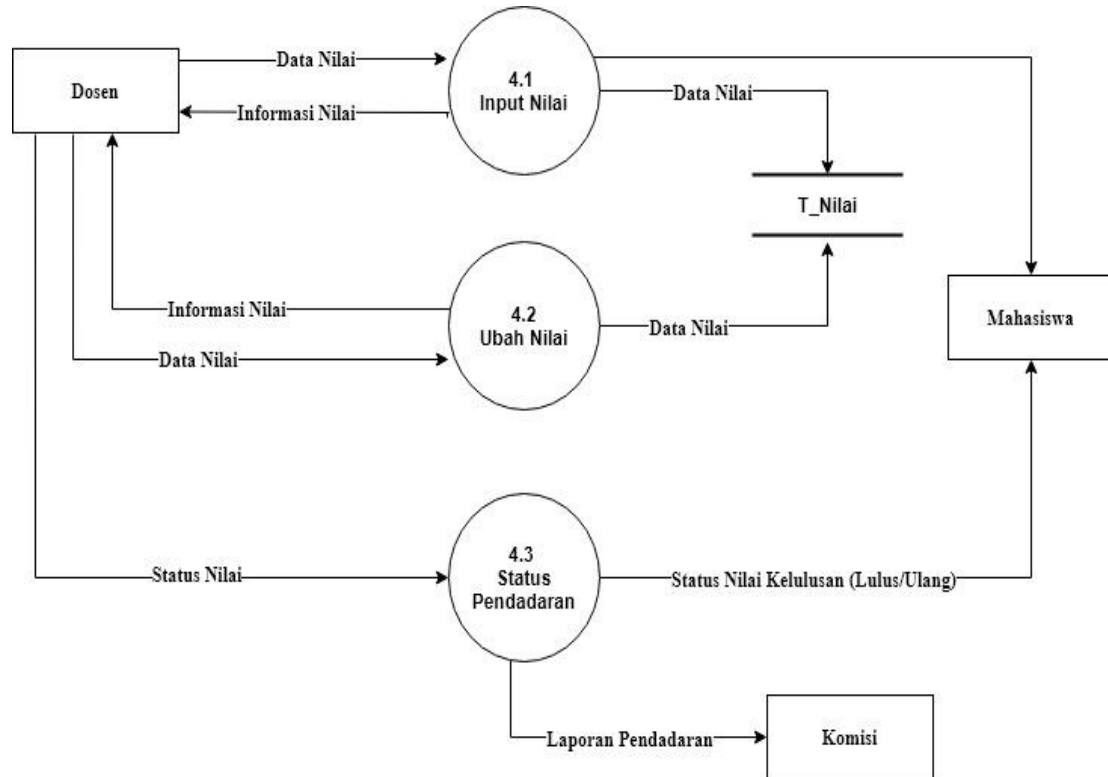 Data Nilai
4.1
Input Nilai
Dosen
Data Nilai
Informasi Nilai
T_Nilai
Informasi Nilai
4.2
Ubah Nilai
Data Nilai
Mahasiswa
Data Nilai
4.3
Status
Pendadaran
Status Nilai
Status Nilai Kelulusan (Lulus/Ulang)
Laporan Pendadaran
Komisi